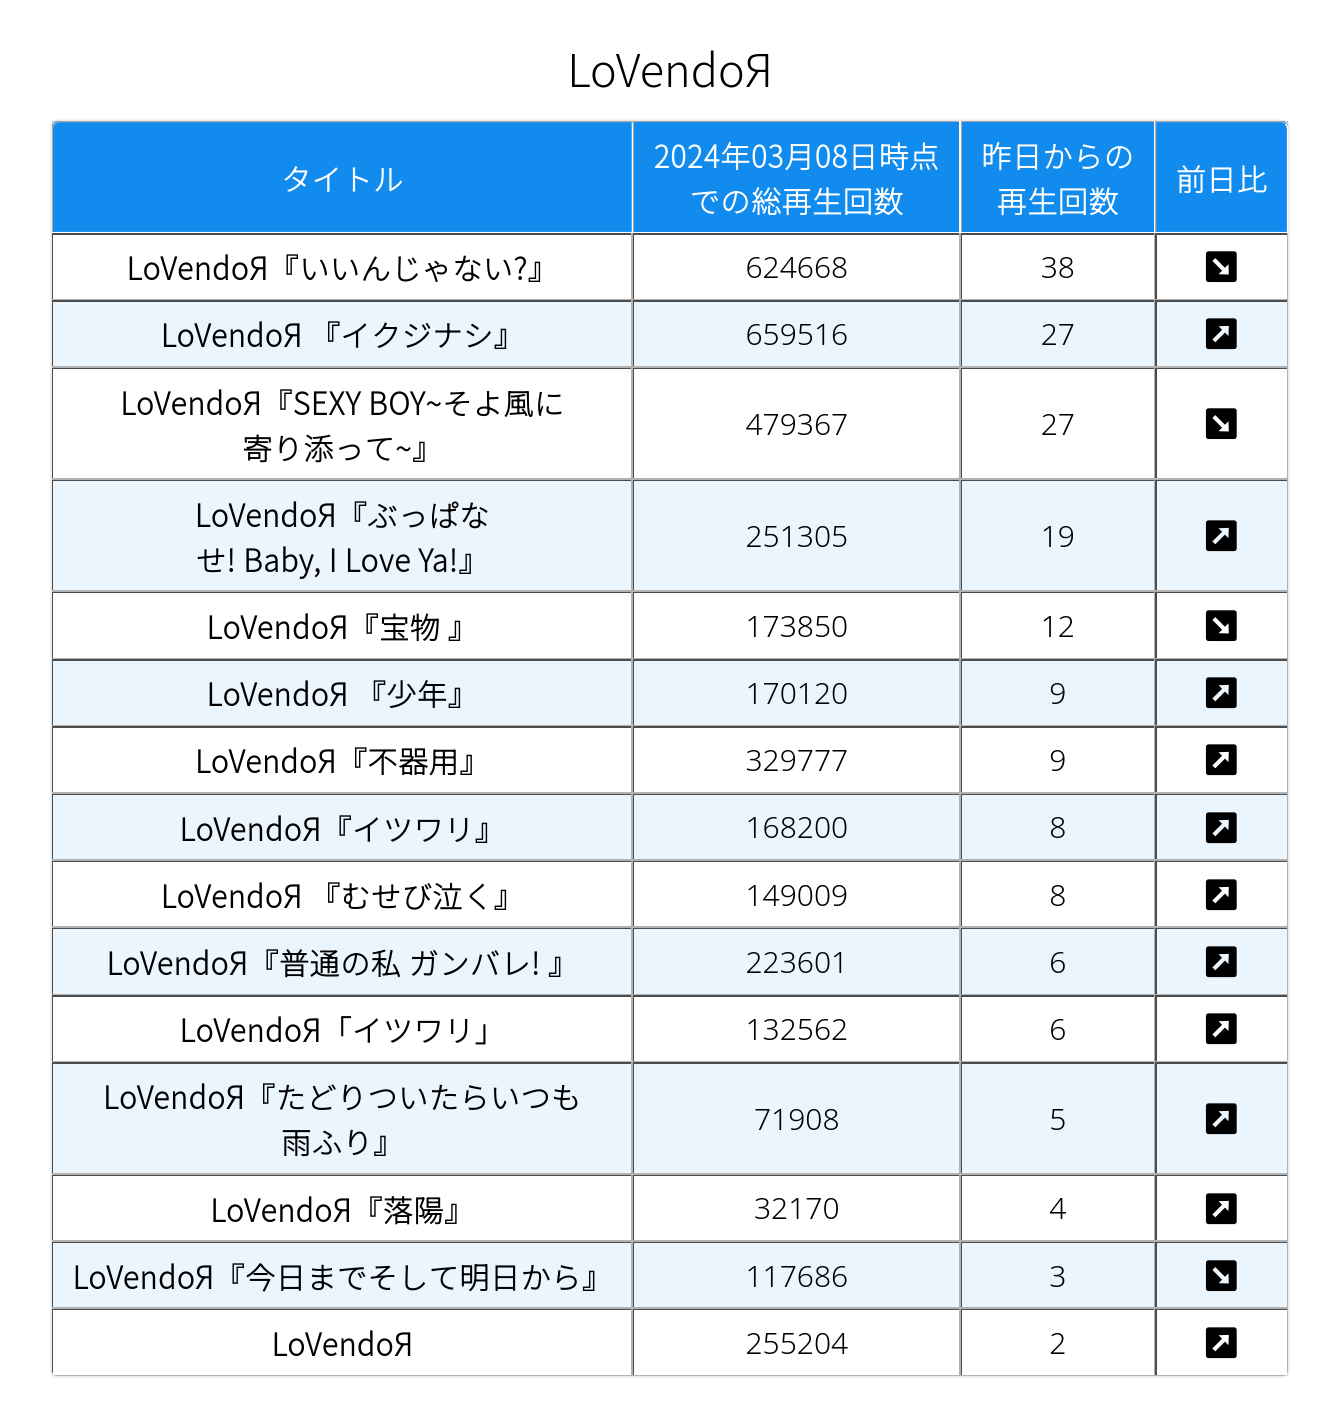 LoVendoЯ
タイトル
2024年03月08日時点
での総再生回数
昨日からの
再生回数
前日比
LoVendoЯ『いいんじゃない?』 624668 38 ↘
LoVendoЯ 『イクジナシ』 659516 27 ↗
LoVendoЯ『SEXY BOY~そよ風に
寄り添って~』 479367 27 ↘
LoVendoЯ『ぶっぱな
せ! Baby, I Love Ya!』 251305 19 ↗
LoVendoЯ『宝物 』 173850 12 ↘
LoVendoЯ 『少年』 170120 9 ↗
LoVendoЯ『不器用』 329777 9 ↗
LoVendoЯ『イツワリ』 168200 8 ↗
LoVendoЯ 『むせび泣く』 149009 8 ↗
LoVendoЯ『普通の私 ガンバレ! 』 223601 6 ↗
LoVendoЯ「イツワリ」 132562 6 ↗
LoVendoЯ『たどりついたらいつも
雨ふり』 71908 5 ↗
LoVendoЯ『落陽』 32170 4 ↗
LoVendoЯ『今日までそして明日から』 117686 3 ↘
LoVendoЯ 255204 2 ↗